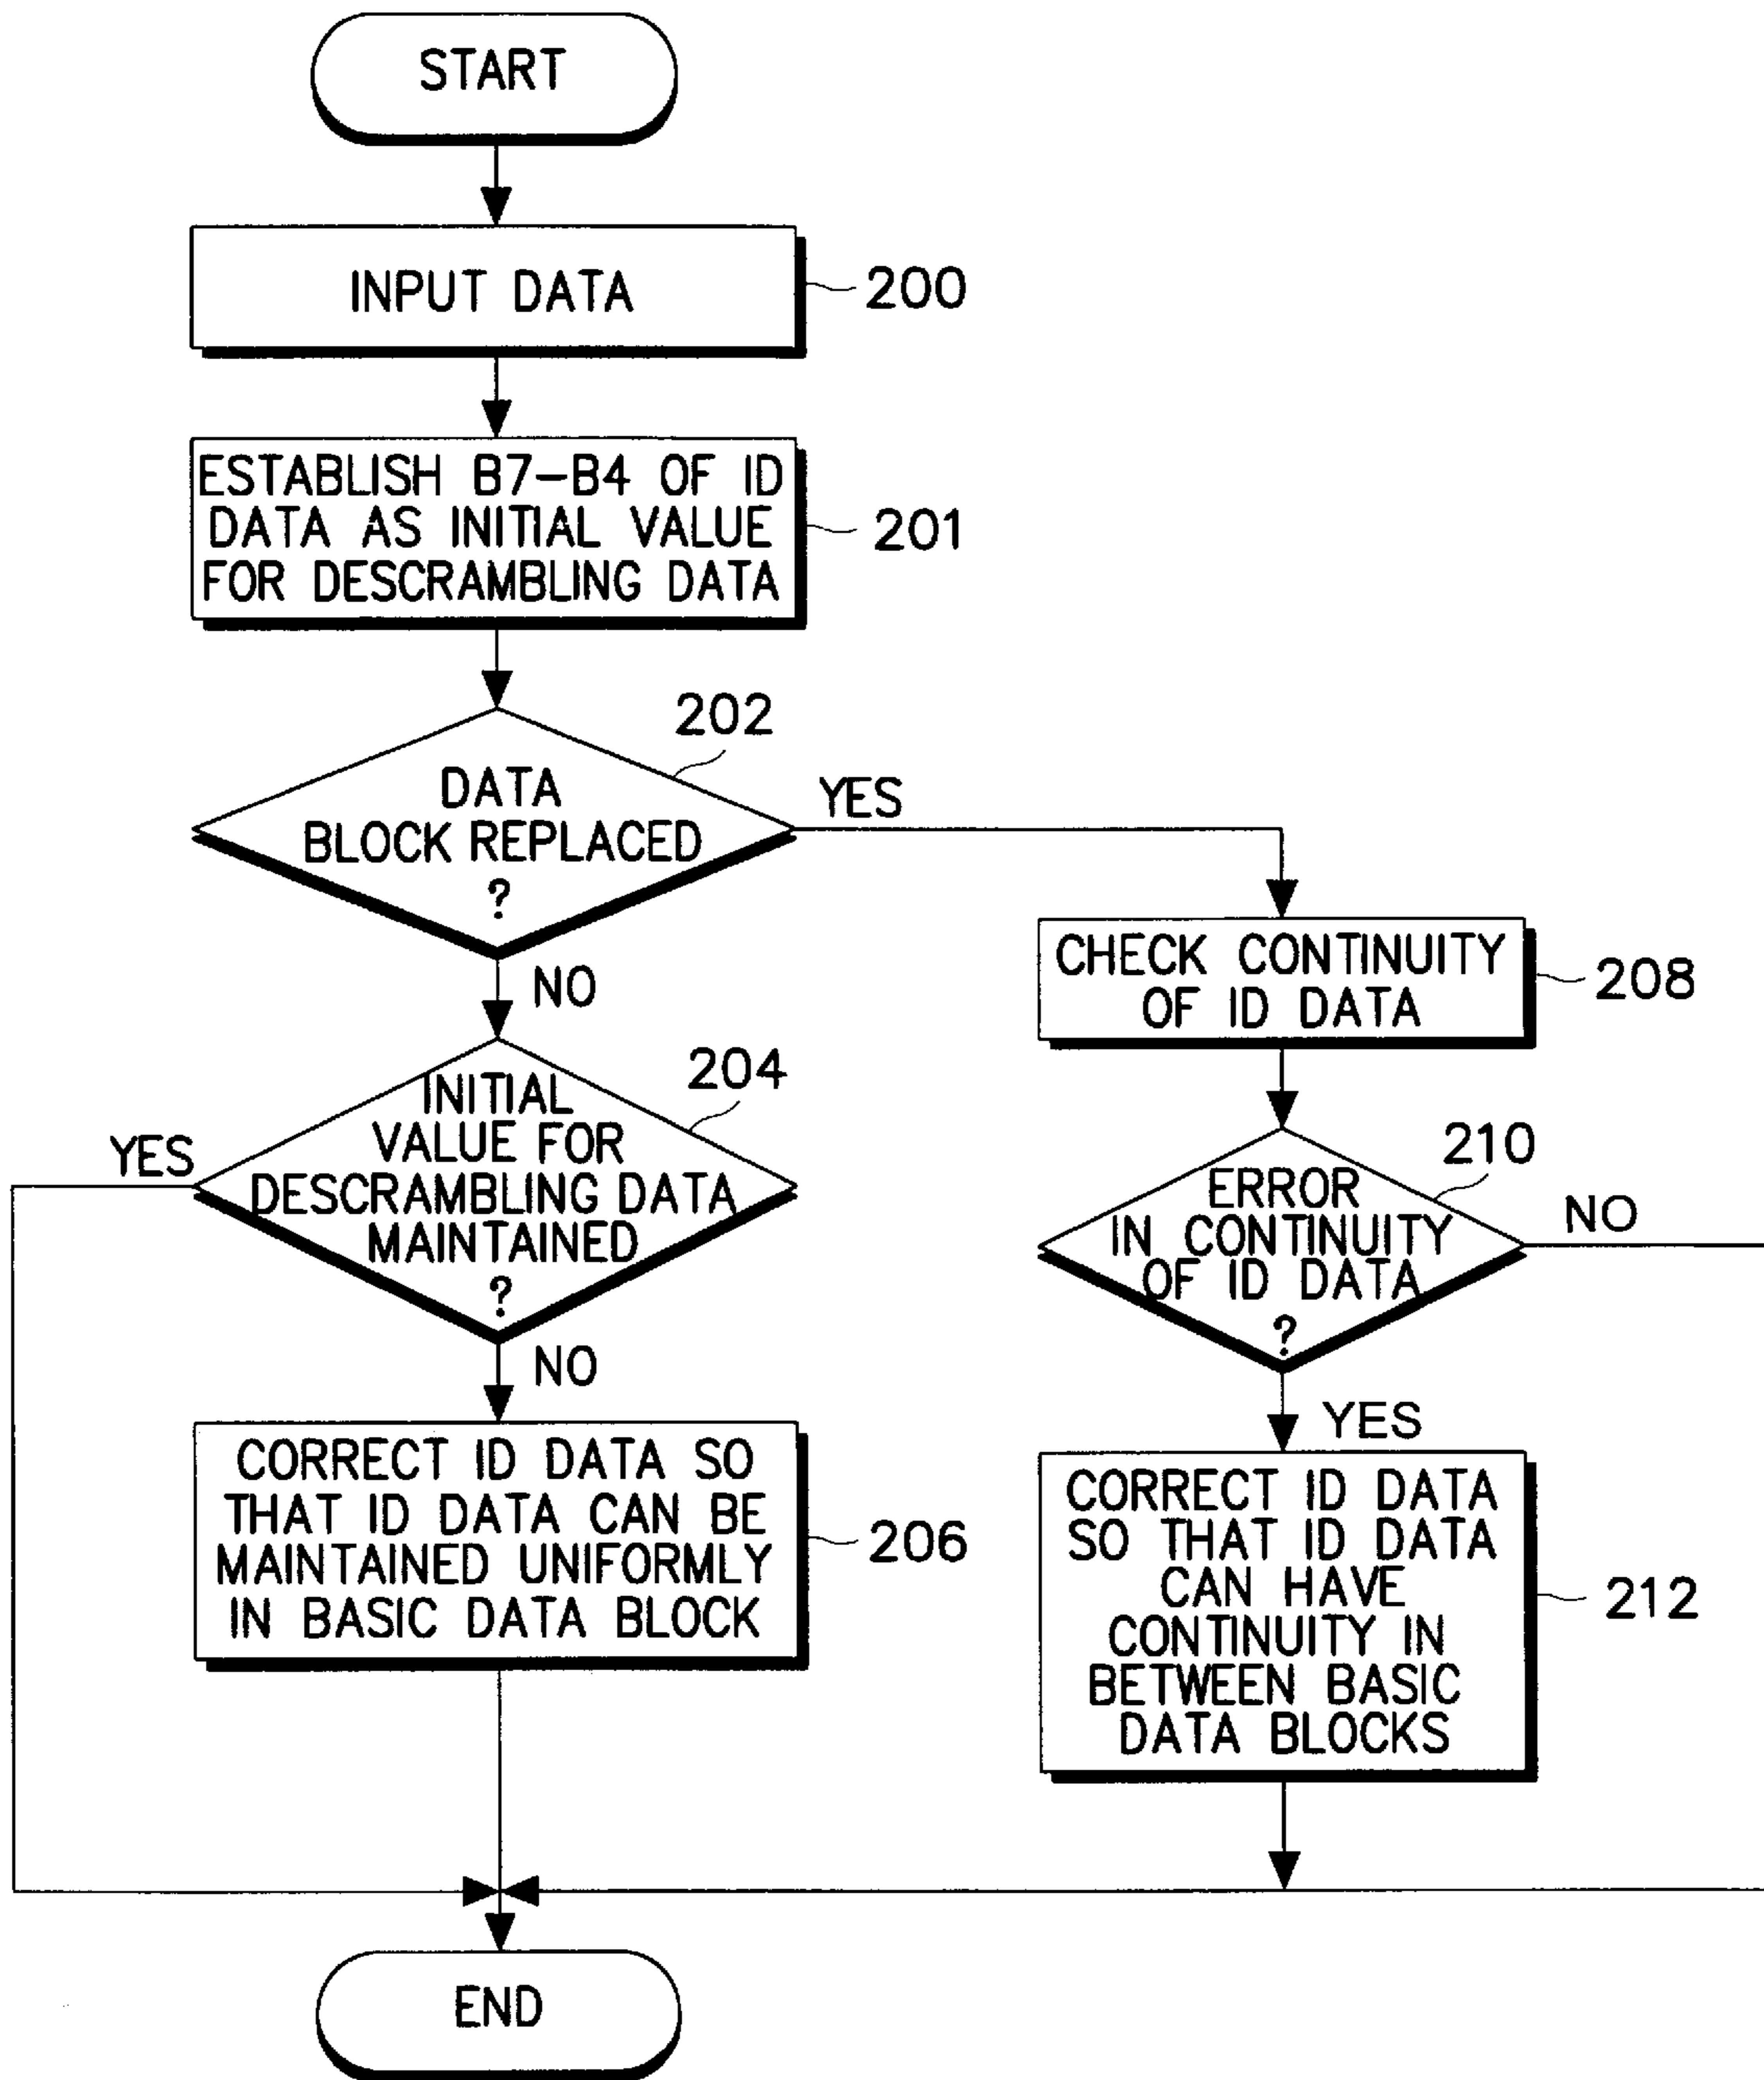 START
INPUT DATA
200
ESTABLISH B7-B4 OF ID
DATA AS INITIAL VALUE
FOR DESCRAMBLING DATA
201
202
DATA
BLOCK REPLACED
?
YES
NO
CHECK CONTINUITY
OF ID DATA
208
204
INITIAL
VALUE FOR
DESCRAMBLING DATA
MAINTAINED
?
YES
NO
210
ERROR
IN CONTINUITY
OF ID DATA
?
NO
YES
CORRECT ID DATA SO
THAT ID DATA CAN BE
MAINTAINED UNIFORMLY
IN BASIC DATA BLOCK
206
CORRECT ID DATA
SO THAT ID DATA
CAN HAVE
CONTINUITY IN
BETWEEN BASIC
DATA BLOCKS
212
END